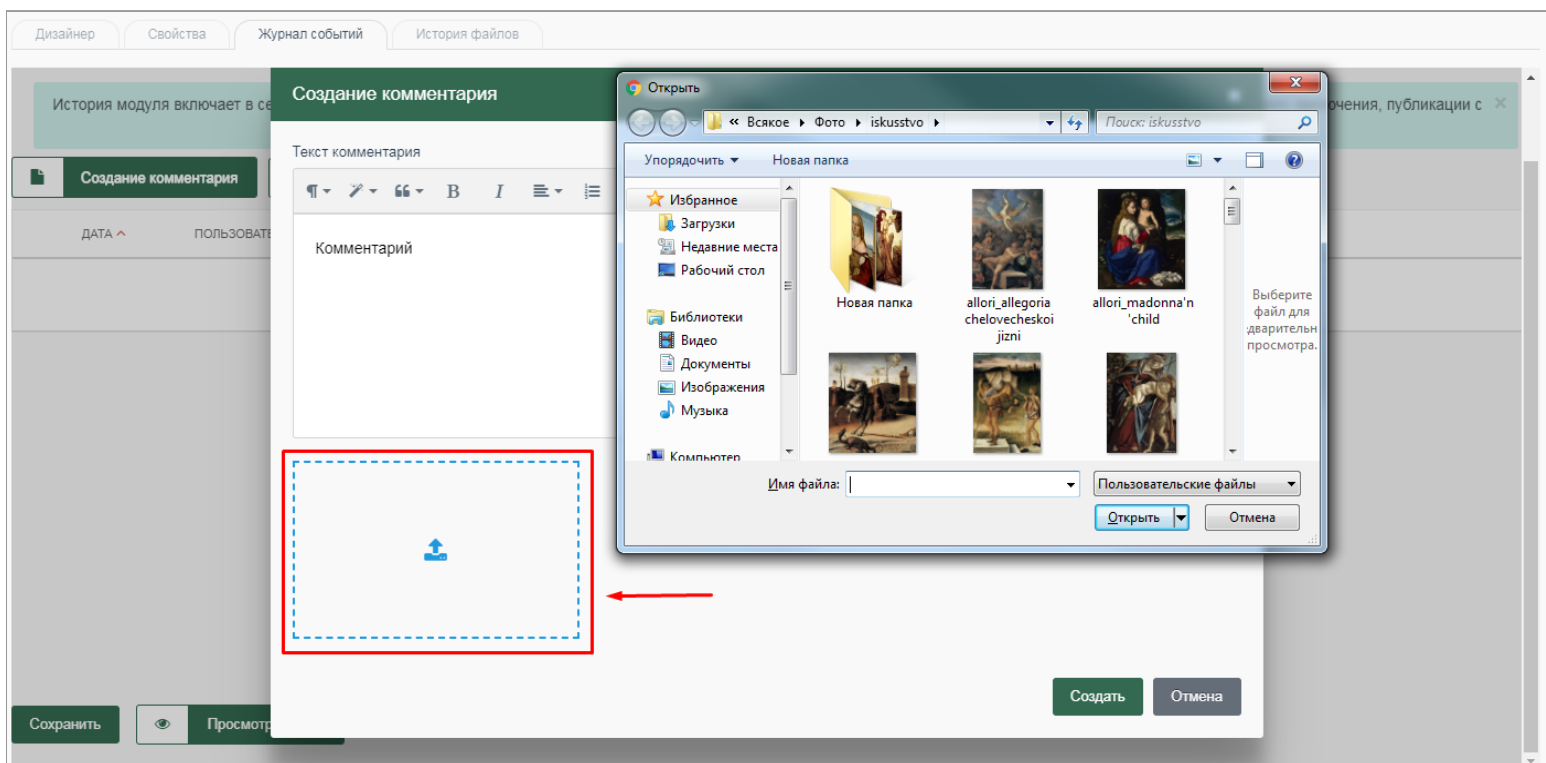 Дизайнер
Свойства
Журнал событий
История файлов
История модуля включает в се
очения, публикации с
Создание комментария
ДАТА
ПОЛЬЗОВАТЕ
Сохранить
Просмотр
Создание комментария
Текст комментария
B I
Комментарий
Создать
Отмена
Открыть
« Всякое Фото iskusstvo
Поиск: iskusstvo
Упорядочить
Новая папка
Избранное
Загрузки
Недавние места
Рабочий стол
Библиотеки
Видео
Документы
Изображения
Музыка
Компьютер
Новая папка
allori_allegoria
chelovecheskoi
jizni
allori_madonna'n
'child
Выберите
файл для
дварительн
просмотра.
Имя файла:
Пользовательские файлы
Открыть
Отмена